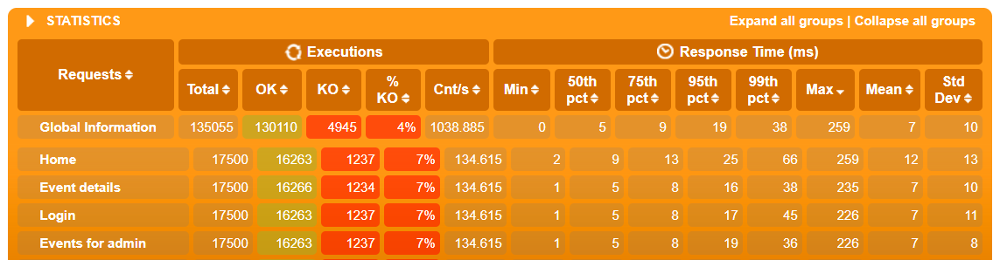 STATISTICS Expand all groups | Collapse all groups
Requests Executions Response Time (ms)
Total OK KO % KO Cnt/s Min 50th pct 75th pct 95th pct 99th pct Max Mean Std Dev
Global Information 135055 130110 4945 4% 1038.885 0 5 9 19 38 259 7 10
Home 17500 16263 1237 7% 134.615 2 9 13 25 66 259 12 13
Event details 17500 16266 1234 7% 134.615 1 5 8 16 38 235 7 10
Login 17500 16263 1237 7% 134.615 1 5 8 17 45 226 7 11
Events for admin 17500 16263 1237 7% 134.615 1 5 8 19 36 226 7 8